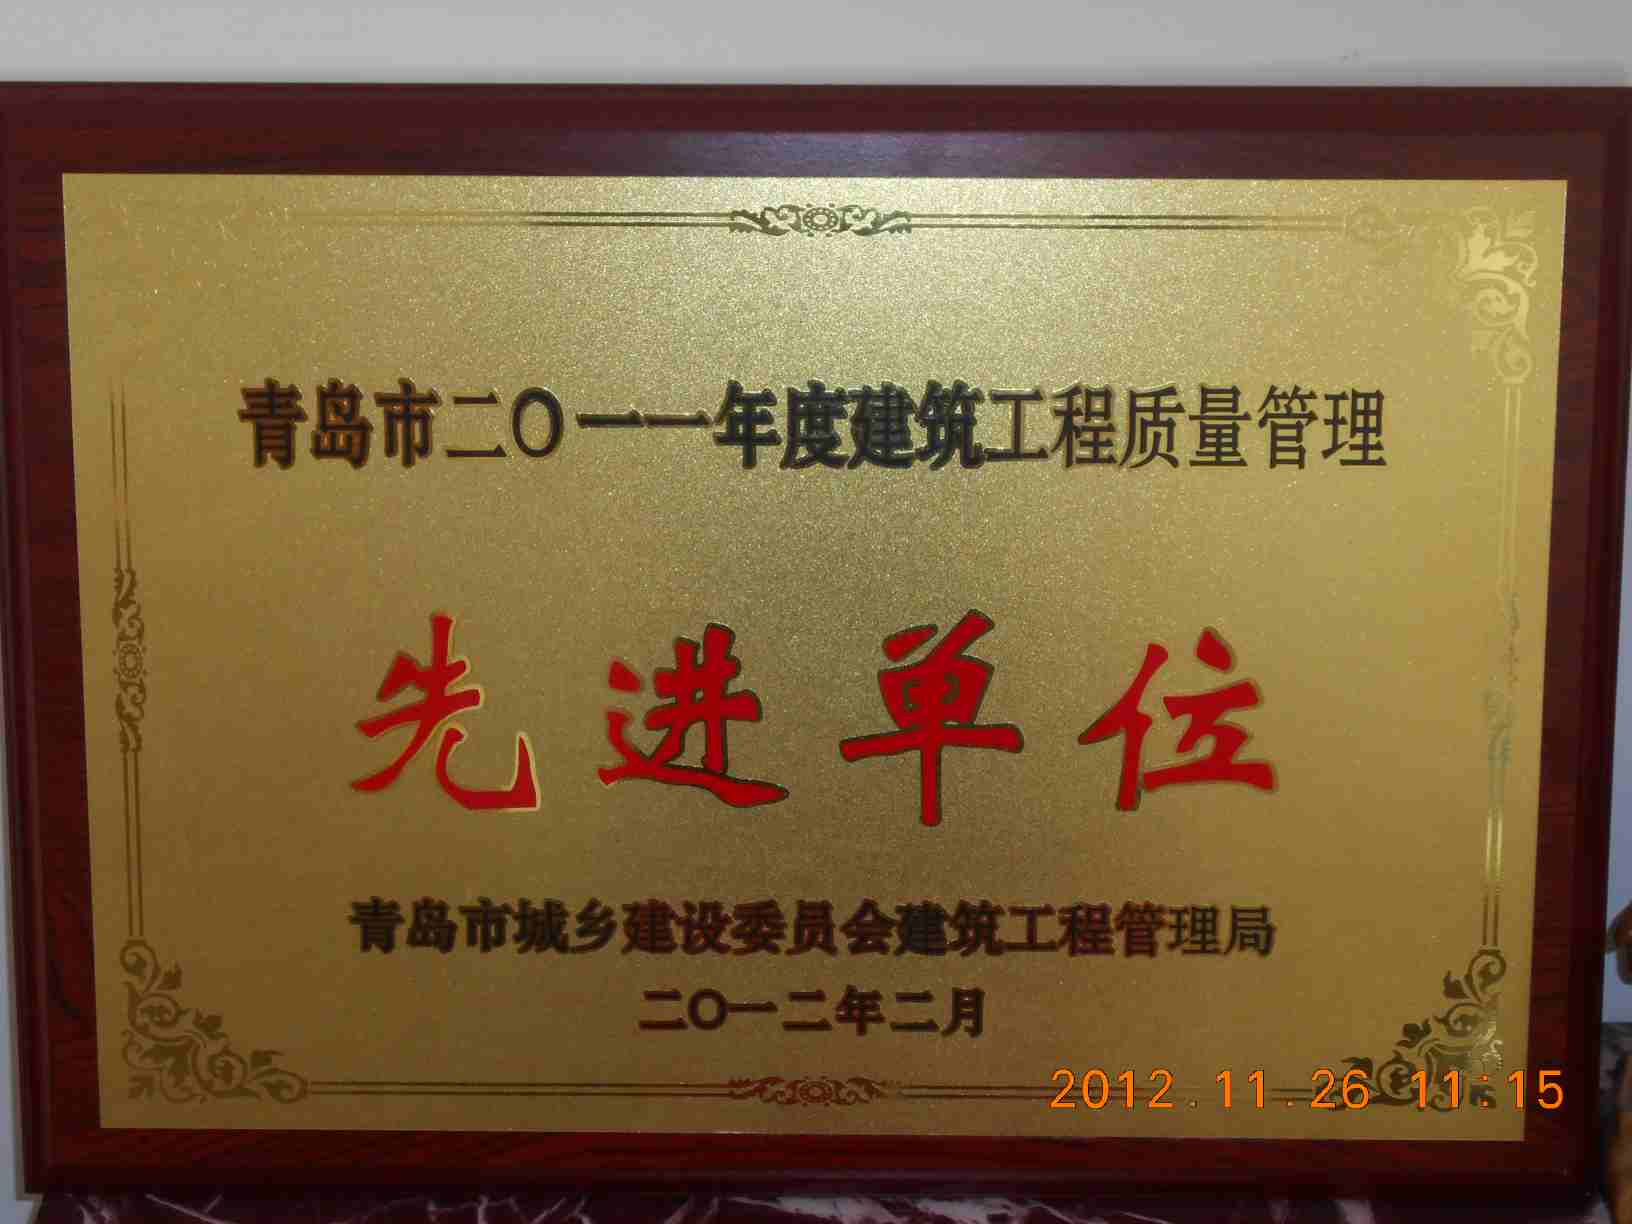 青岛市二〇一一年度建筑工程质量管理
先进单位
青岛市城乡建设委员会建筑工程管理局
二〇一二年二月
2012.11.26 11:15